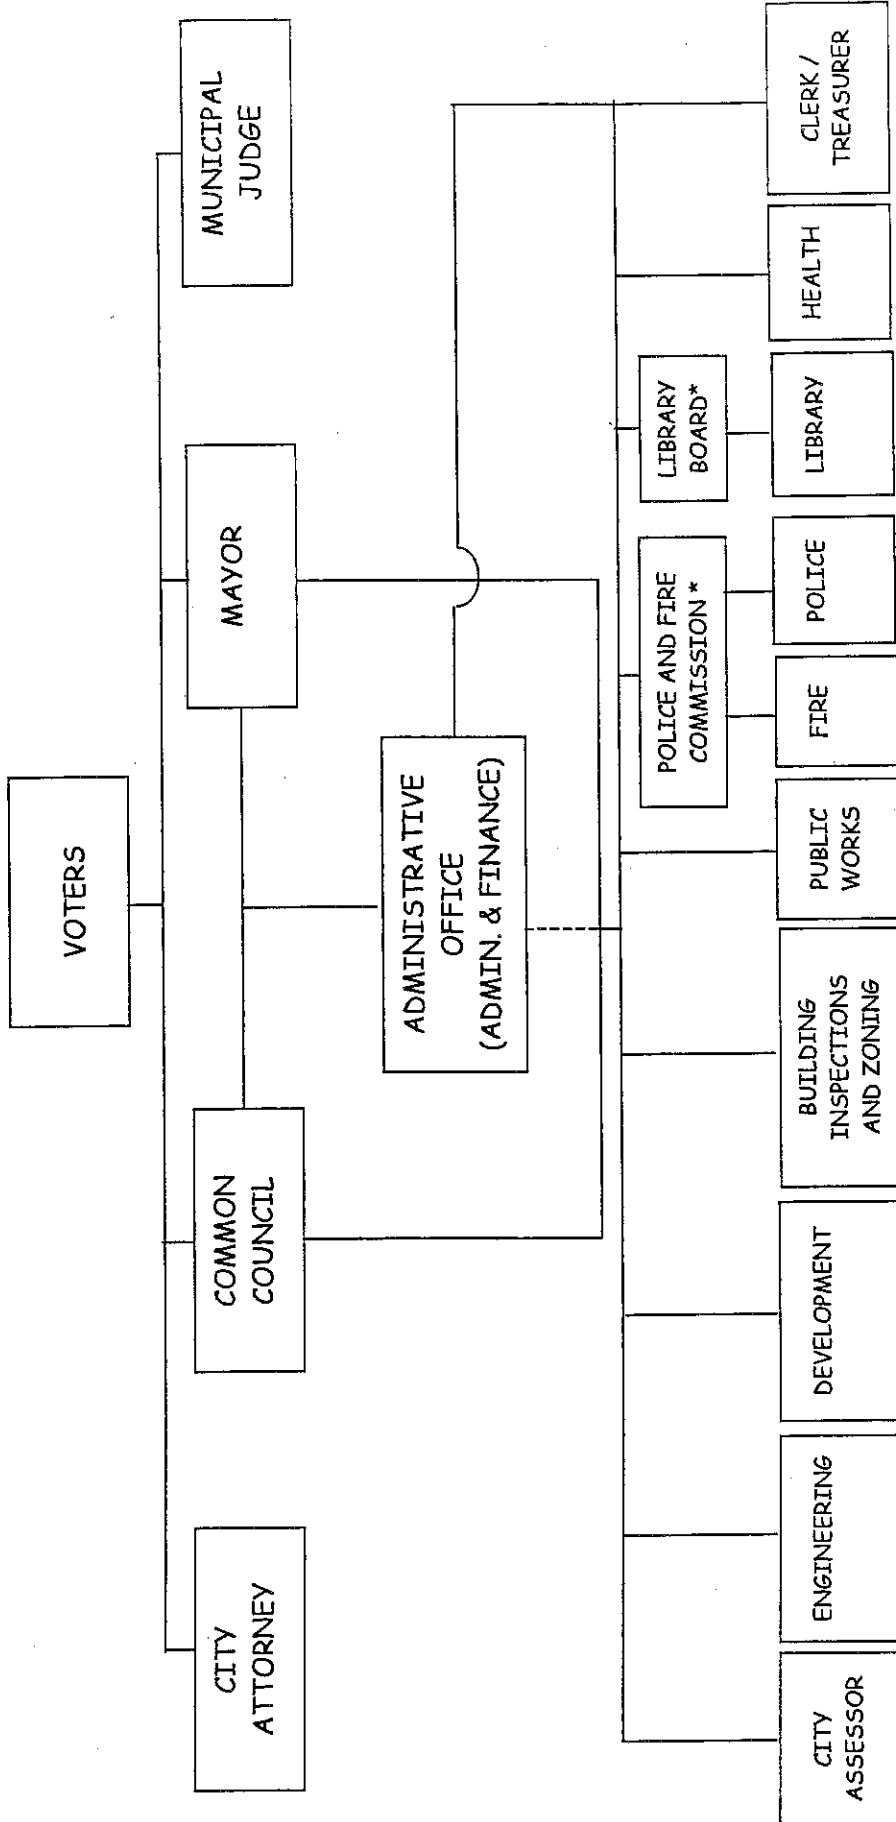 VOTERS
CITY
ATTORNEY
COMMON
COUNCIL
MAYOR
MUNICIPAL
JUDGE
ADMINISTRATIVE
OFFICE
(ADMIN. & FINANCE)
POLICE AND FIRE
COMMISSION *
LIBRARY
BOARD*
CITY
ASSESSOR
ENGINEERING
DEVELOPMENT
BUILDING
INSPECTIONS
AND ZONING
PUBLIC
WORKS
FIRE
POLICE
LIBRARY
HEALTH
CLERK /
TREASURER